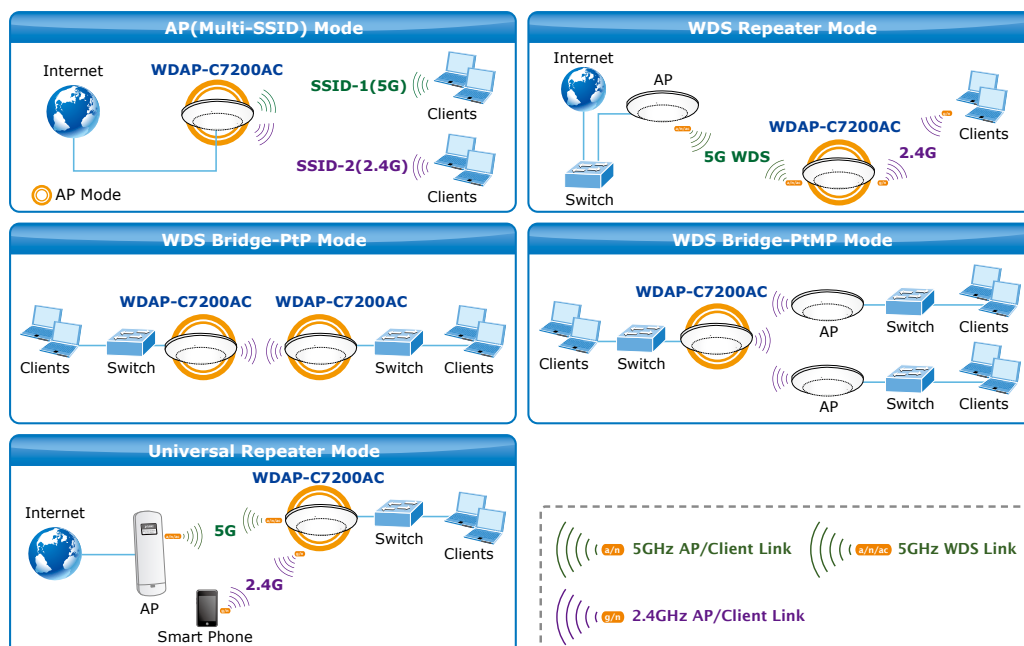 AP(Multi-SSID) Mode
Internet
WDAP-C7200AC
SSID-1(5G)
Clients
SSID-2(2.4G)
AP Mode
Clients
WDS Repeater Mode
Internet
AP
a/n/ac
5G WDS
WDAP-C7200AC
a/n/ac
g/n
2.4G
g/n
Clients
Switch
WDS Bridge-PtP Mode
WDAP-C7200AC
WDAP-C7200AC
Clients
Switch
Switch
Clients
WDS Bridge-PtMP Mode
WDAP-C7200AC
Clients
Switch
AP
Switch
Clients
AP
Switch
Clients
Universal Repeater Mode
WDAP-C7200AC
Internet
a/n/ac
5G
a/n/ac
Switch
Clients
g/n
2.4G
g/n
AP
Smart Phone
a/n 5GHz AP/Client Link
a/n/ac 5GHz WDS Link
g/n 2.4GHz AP/Client Link